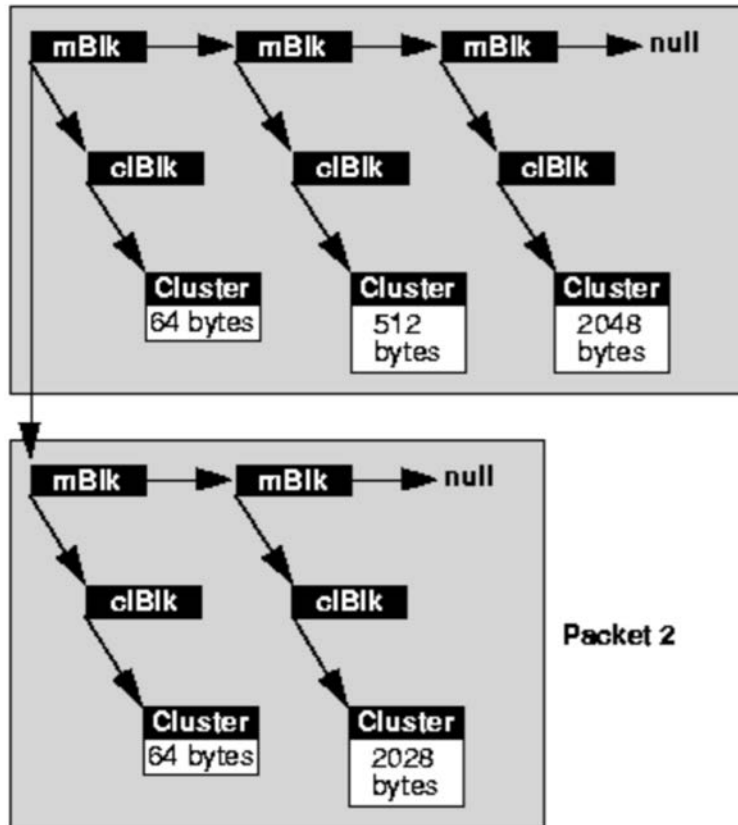 mBlk mBlk mBlk null
clBlk clBlk clBlk
Cluster Cluster Cluster
64 bytes 512 2048
bytes bytes
mBlk mBlk null
clBlk clBlk
Packet 2
Cluster Cluster
64 bytes 2028
bytes